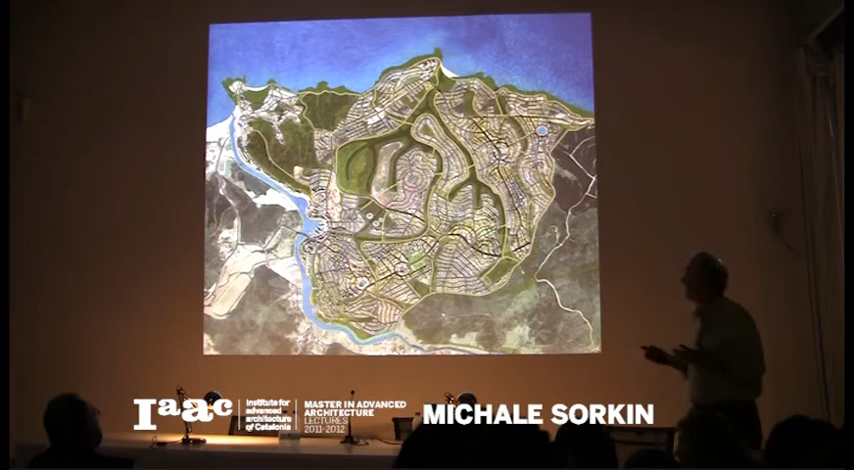 Iaac
Institute for
advanced
architecture
of Catalonia
MASTER IN ADVANCED
ARCHITECTURE
LECTURES
2011-2012
MICHALE SORKIN